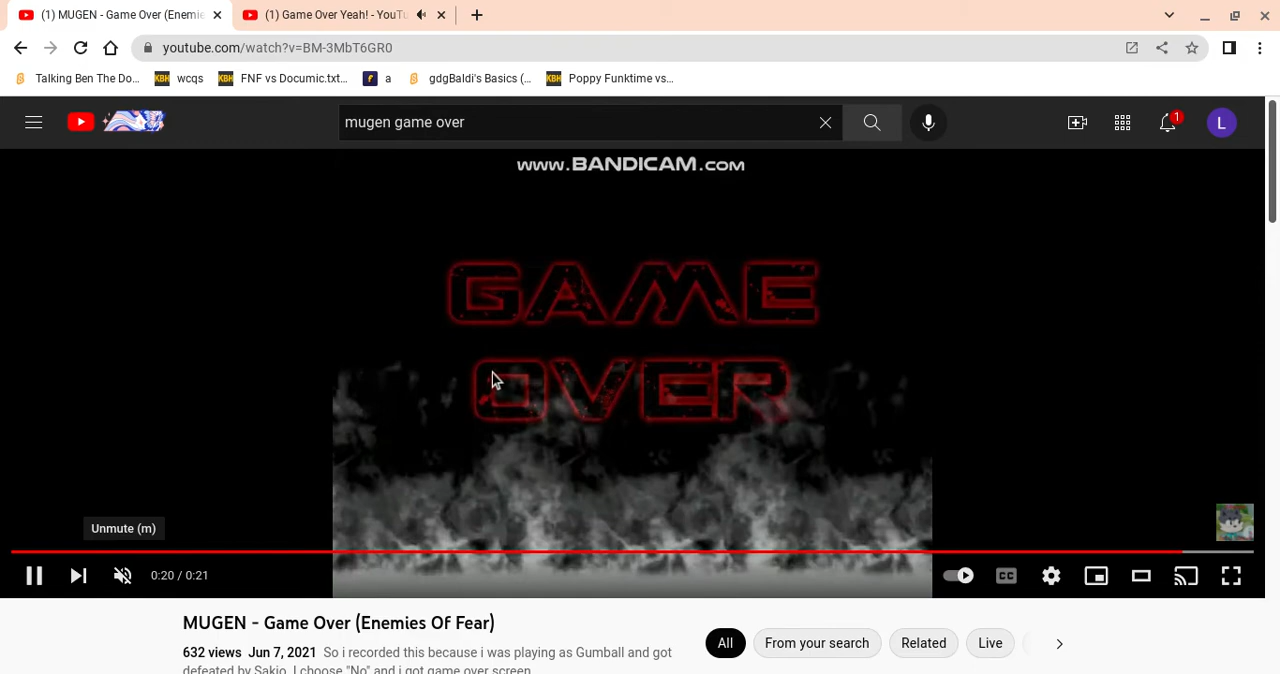 (1) MUGEN - Game Over (Enemie
(1) Game Over Yeah! - YouTu
youtube.com/watch?v=BM-3MbT6GR0
Talking Ben The Do...
KBH
wcqs
KBH
FNF vs Documic.txt...
a
gdgBaldi's Basics (...
KBH
Poppy Funktime vs...
mugen game over
1
L
www.BANDICAM.COM
GAME
OVER
Unmute (m)
0:20 / 0:21
CC
MUGEN - Game Over (Enemies Of Fear)
632 views Jun 7, 2021 So i recorded this because i was playing as Gumball and got
defeated by Sakio. I choose "No" and i got game over screen.
All
From your search
Related
Live